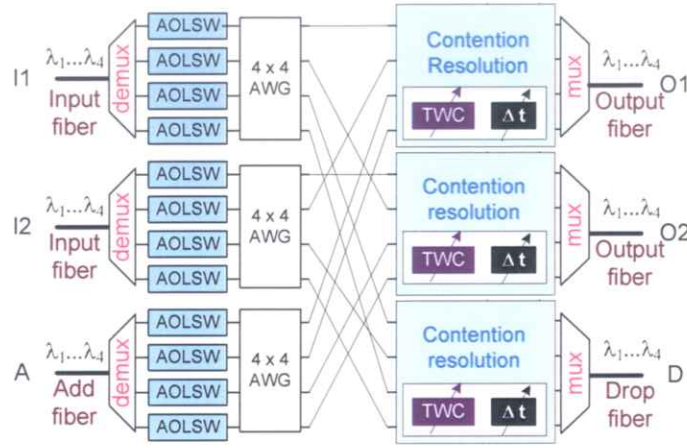 λ1...λ4
I1
Input
fiber
demux
AOLSW
AOLSW
AOLSW
AOLSW
4 x 4
AWG
Contention
Resolution
TWC
Δt
mux
λ1...λ4
O1
Output
fiber
λ1...λ4
I2
Input
fiber
demux
AOLSW
AOLSW
AOLSW
AOLSW
4 x 4
AWG
Contention
resolution
TWC
Δt
mux
λ1...λ4
O2
Output
fiber
λ1...λ4
A
Add
fiber
demux
AOLSW
AOLSW
AOLSW
AOLSW
4 x 4
AWG
Contention
resolution
TWC
Δt
mux
λ1...λ4
D
Drop
fiber